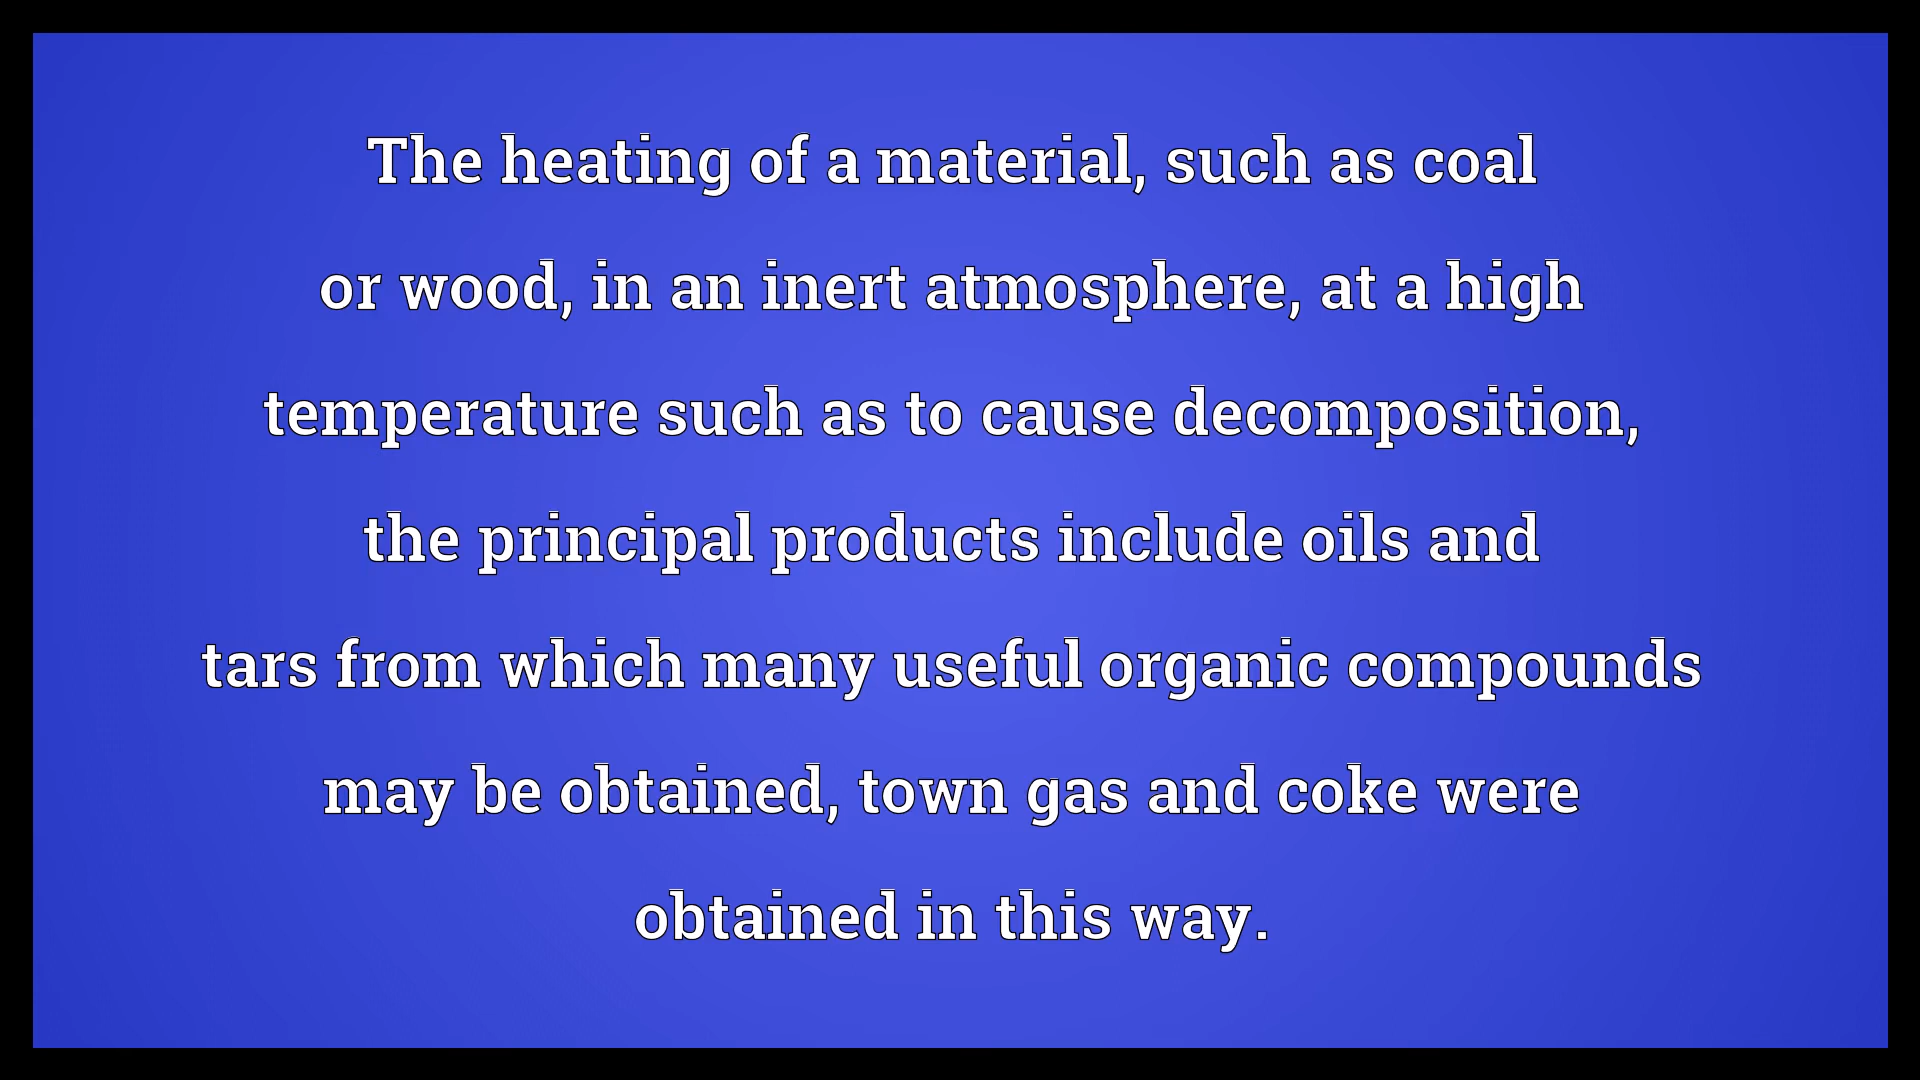 The heating of a material, such as coal
or wood, in an inert atmosphere, at a high
temperature such as to cause decomposition,
the principal products include oils and
tars from which many useful organic compounds
may be obtained, town gas and coke were
obtained in this way.